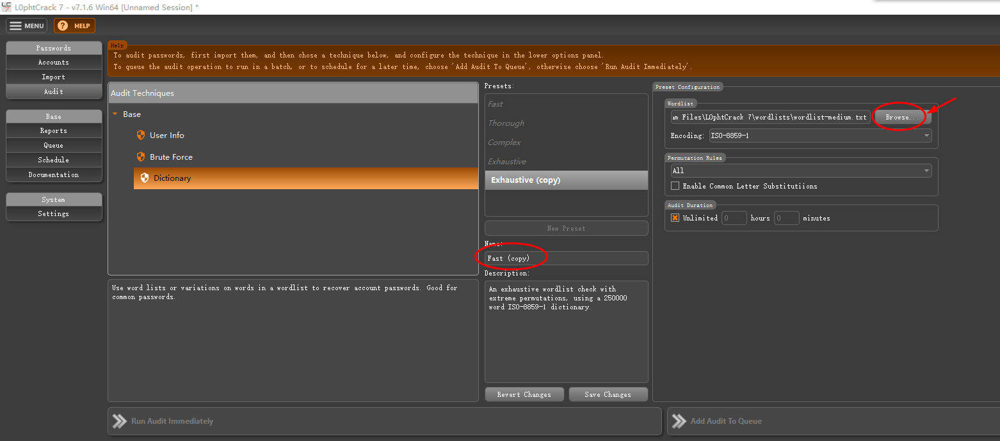 L0phtCrack 7 - v7.1.6 Win64 [Unnamed Session] *
MENU
HELP
Passwords
Accounts
Import
Audit
Base
Reports
Queue
Schedule
Documentation
System
Settings
Help
To audit passwords, first import them, and then chose a technique below, and configure the technique in the lower options panel.
To queue the audit operation to run in a batch, or to schedule for a later time, choose 'Add Audit To Queue', otherwise choose 'Run Audit Immediately'.
Audit Techniques
Base
User Info
Brute Force
Dictionary
Use word lists or variations on words in a wordlist to recover account passwords. Good for
common passwords.
Presets:
Fast
Thorough
Complex
Exhaustive
Exhaustive (copy)
New Preset
Name:
Fast (copy)
Description:
An exhaustive wordlist check with
extreme permutations, using a 250000
word ISO-8859-1 dictionary.
Revert Changes
Save Changes
Preset Configuration
Wordlist
am Files\L0phtCrack 7\wordlists\wordlist-medium.txt
Browse...
Encoding: ISO-8859-1
Permutation Rules
All
Enable Common Letter Substitutiions
Audit Duration
Unlimited 0 hours 0 minutes
Run Audit Immediately
Add Audit To Queue